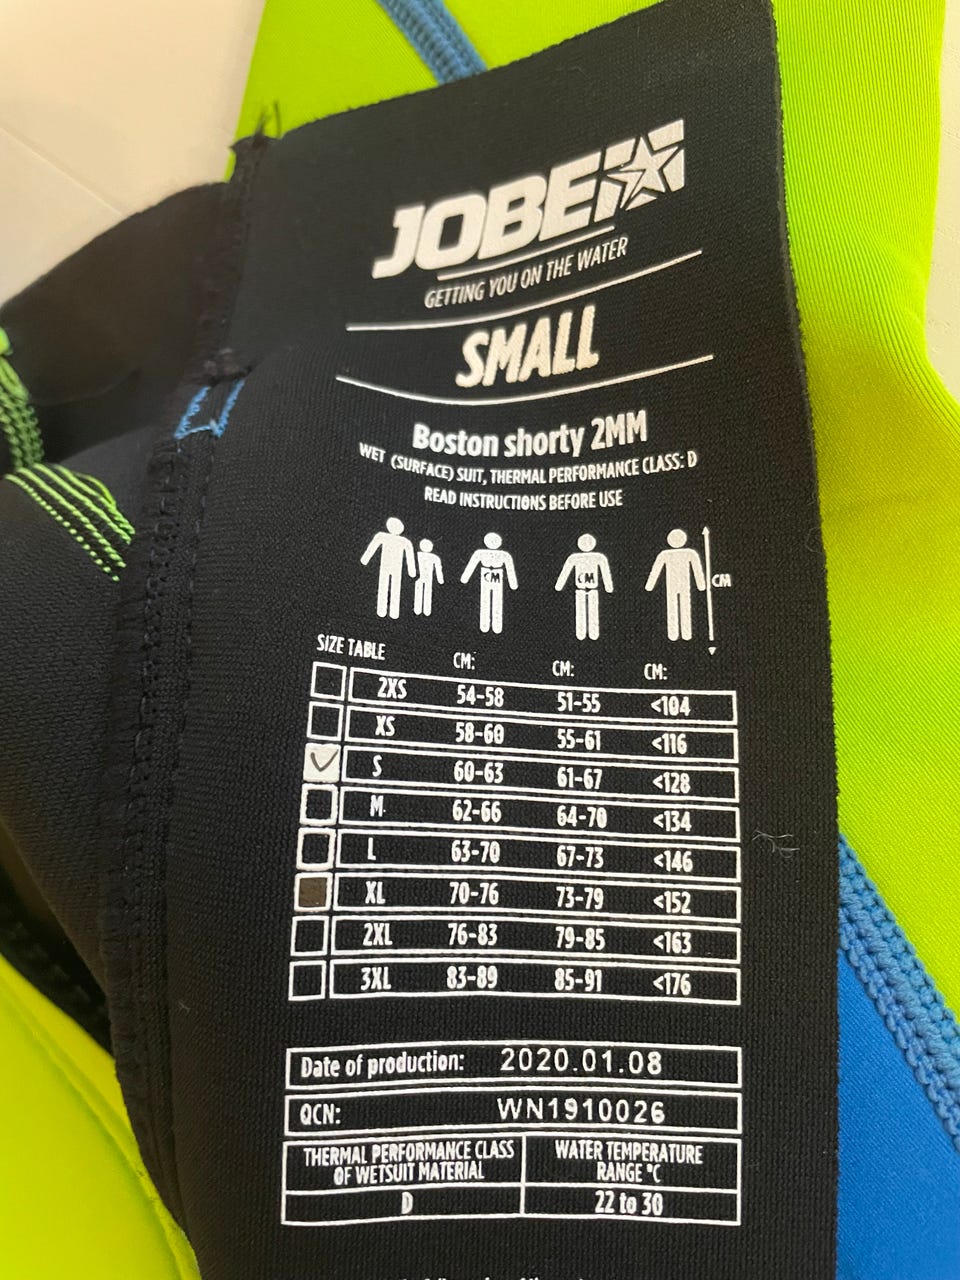 JOBE
GETTING YOU ON THE WATER
SMALL
Boston shorty 2MM
WET (SURFACE) SUIT, THERMAL PERFORMANCE CLASS: D
READ INSTRUCTIONS BEFORE USE
CM CM CM
SIZE TABLE CM: CM: CM:
2XS 54-58 51-55 <104
XS 58-60 55-61 <116
S 60-63 61-67 <128
M 62-66 64-70 <134
L 63-70 67-73 <146
XL 70-76 73-79 <152
2XL 76-83 79-85 <163
3XL 83-89 85-91 <176
Date of production: 2020.01.08
QCN: WN1910026
THERMAL PERFORMANCE CLASS
OF WETSUIT MATERIAL
WATER TEMPERATURE
RANGE °C
D 22 to 30